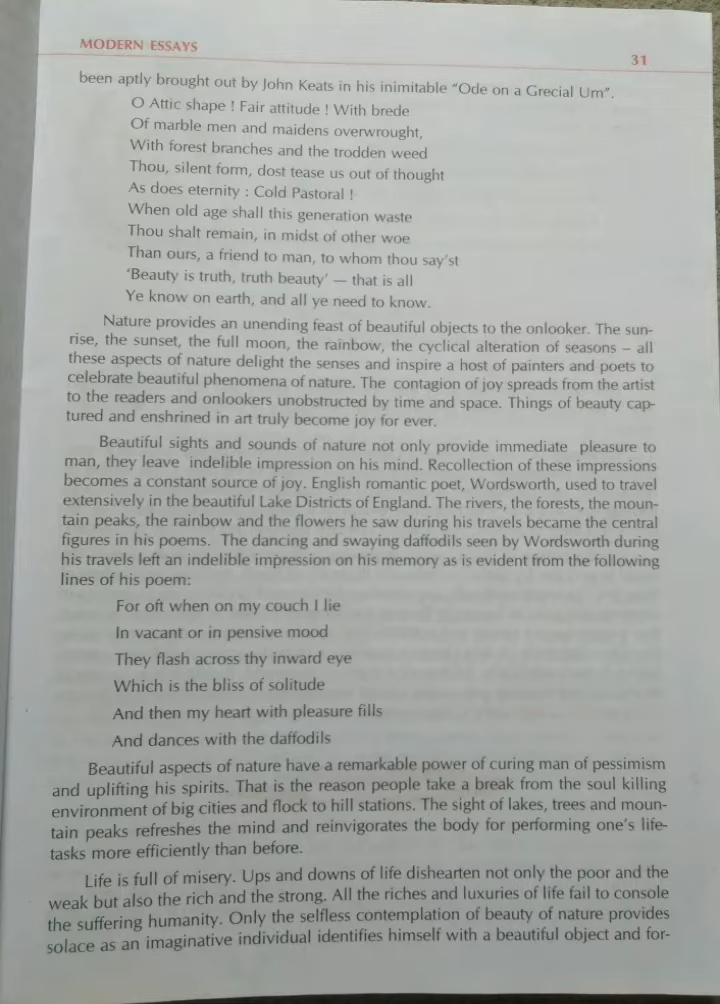 MODERN ESSAYS
31
been aptly brought out by John Keats in his inimitable “Ode on a Grecial Urn”.
O Attic shape ! Fair attitude ! With brede
Of marble men and maidens overwrought,
With forest branches and the trodden weed
Thou, silent form, dost tease us out of thought
As does eternity : Cold Pastoral !
When old age shall this generation waste
Thou shalt remain, in midst of other woe
Than ours, a friend to man, to whom thou say’st
‘Beauty is truth, truth beauty’ — that is all
Ye know on earth, and all ye need to know.
Nature provides an unending feast of beautiful objects to the onlooker. The sun-
rise, the sunset, the full moon, the rainbow, the cyclical alteration of seasons – all
these aspects of nature delight the senses and inspire a host of painters and poets to
celebrate beautiful phenomena of nature. The contagion of joy spreads from the artist
to the readers and onlookers unobstructed by time and space. Things of beauty cap-
tured and enshrined in art truly become joy for ever.
Beautiful sights and sounds of nature not only provide immediate pleasure to
man, they leave indelible impression on his mind. Recollection of these impressions
becomes a constant source of joy. English romantic poet, Wordsworth, used to travel
extensively in the beautiful Lake Districts of England. The rivers, the forests, the moun-
tain peaks, the rainbow and the flowers he saw during his travels became the central
figures in his poems. The dancing and swaying daffodils seen by Wordsworth during
his travels left an indelible impression on his memory as is evident from the following
lines of his poem:
For oft when on my couch I lie
In vacant or in pensive mood
They flash across thy inward eye
Which is the bliss of solitude
And then my heart with pleasure fills
And dances with the daffodils
Beautiful aspects of nature have a remarkable power of curing man of pessimism
and uplifting his spirits. That is the reason people take a break from the soul killing
environment of big cities and flock to hill stations. The sight of lakes, trees and moun-
tain peaks refreshes the mind and reinvigorates the body for performing one’s life-
tasks more efficiently than before.
Life is full of misery. Ups and downs of life dishearten not only the poor and the
weak but also the rich and the strong. All the riches and luxuries of life fail to console
the suffering humanity. Only the selfless contemplation of beauty of nature provides
solace as an imaginative individual identifies himself with a beautiful object and for-